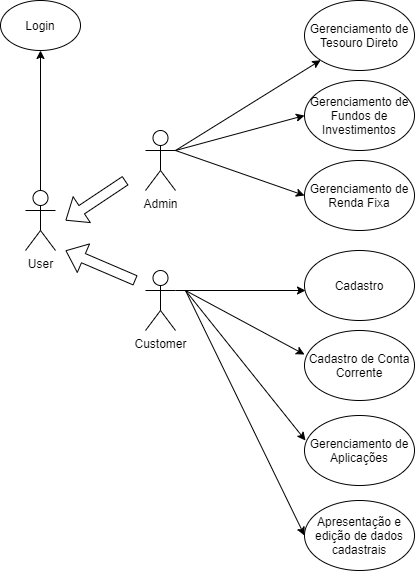 Login
Gerenciamento de
Tesouro Direto
Gerenciamento de
Fundos de
Investimentos
Gerenciamento de
Renda Fixa
Admin
User
Cadastro
Customer
Cadastro de Conta
Corrente
Gerenciamento de
Aplicações
Apresentação e
edição de dados
cadastrais